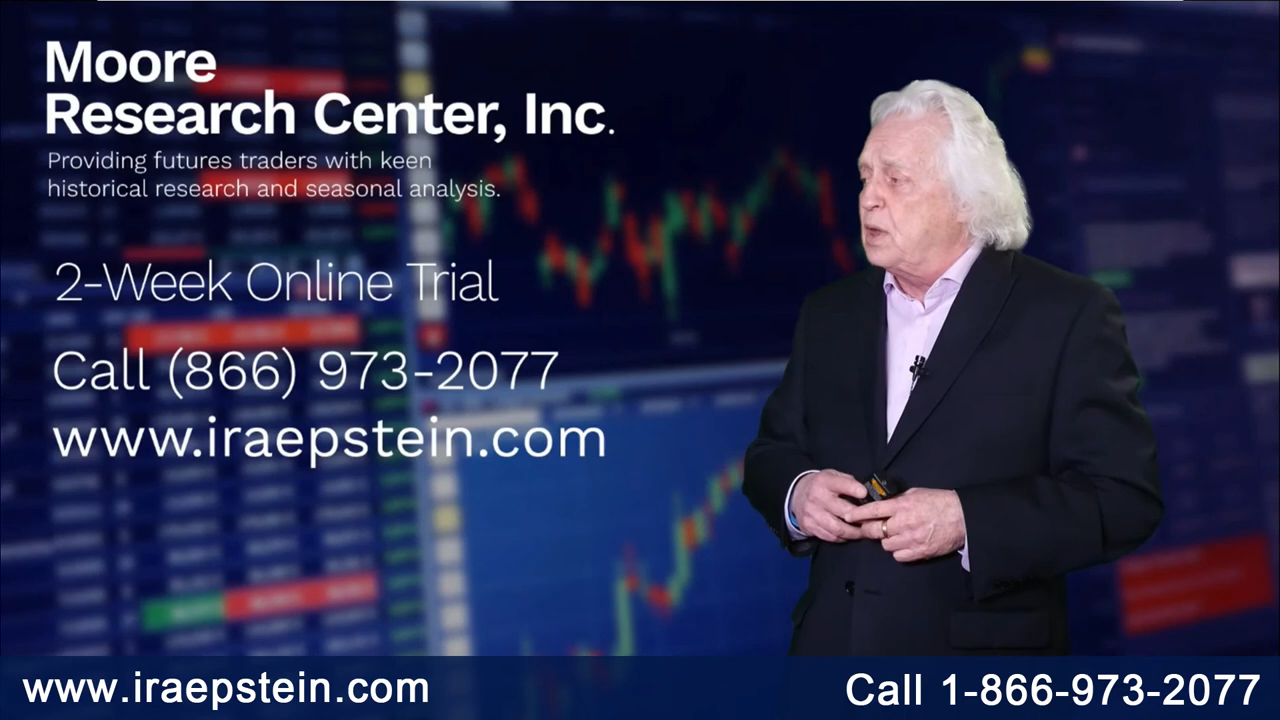 Moore
Research Center, Inc.
Providing futures traders with keen
historical research and seasonal analysis.
2-Week Online Trial
Call (866) 973-2077
www.iraepstein.com
www.iraepstein.com
Call 1-866-973-2077